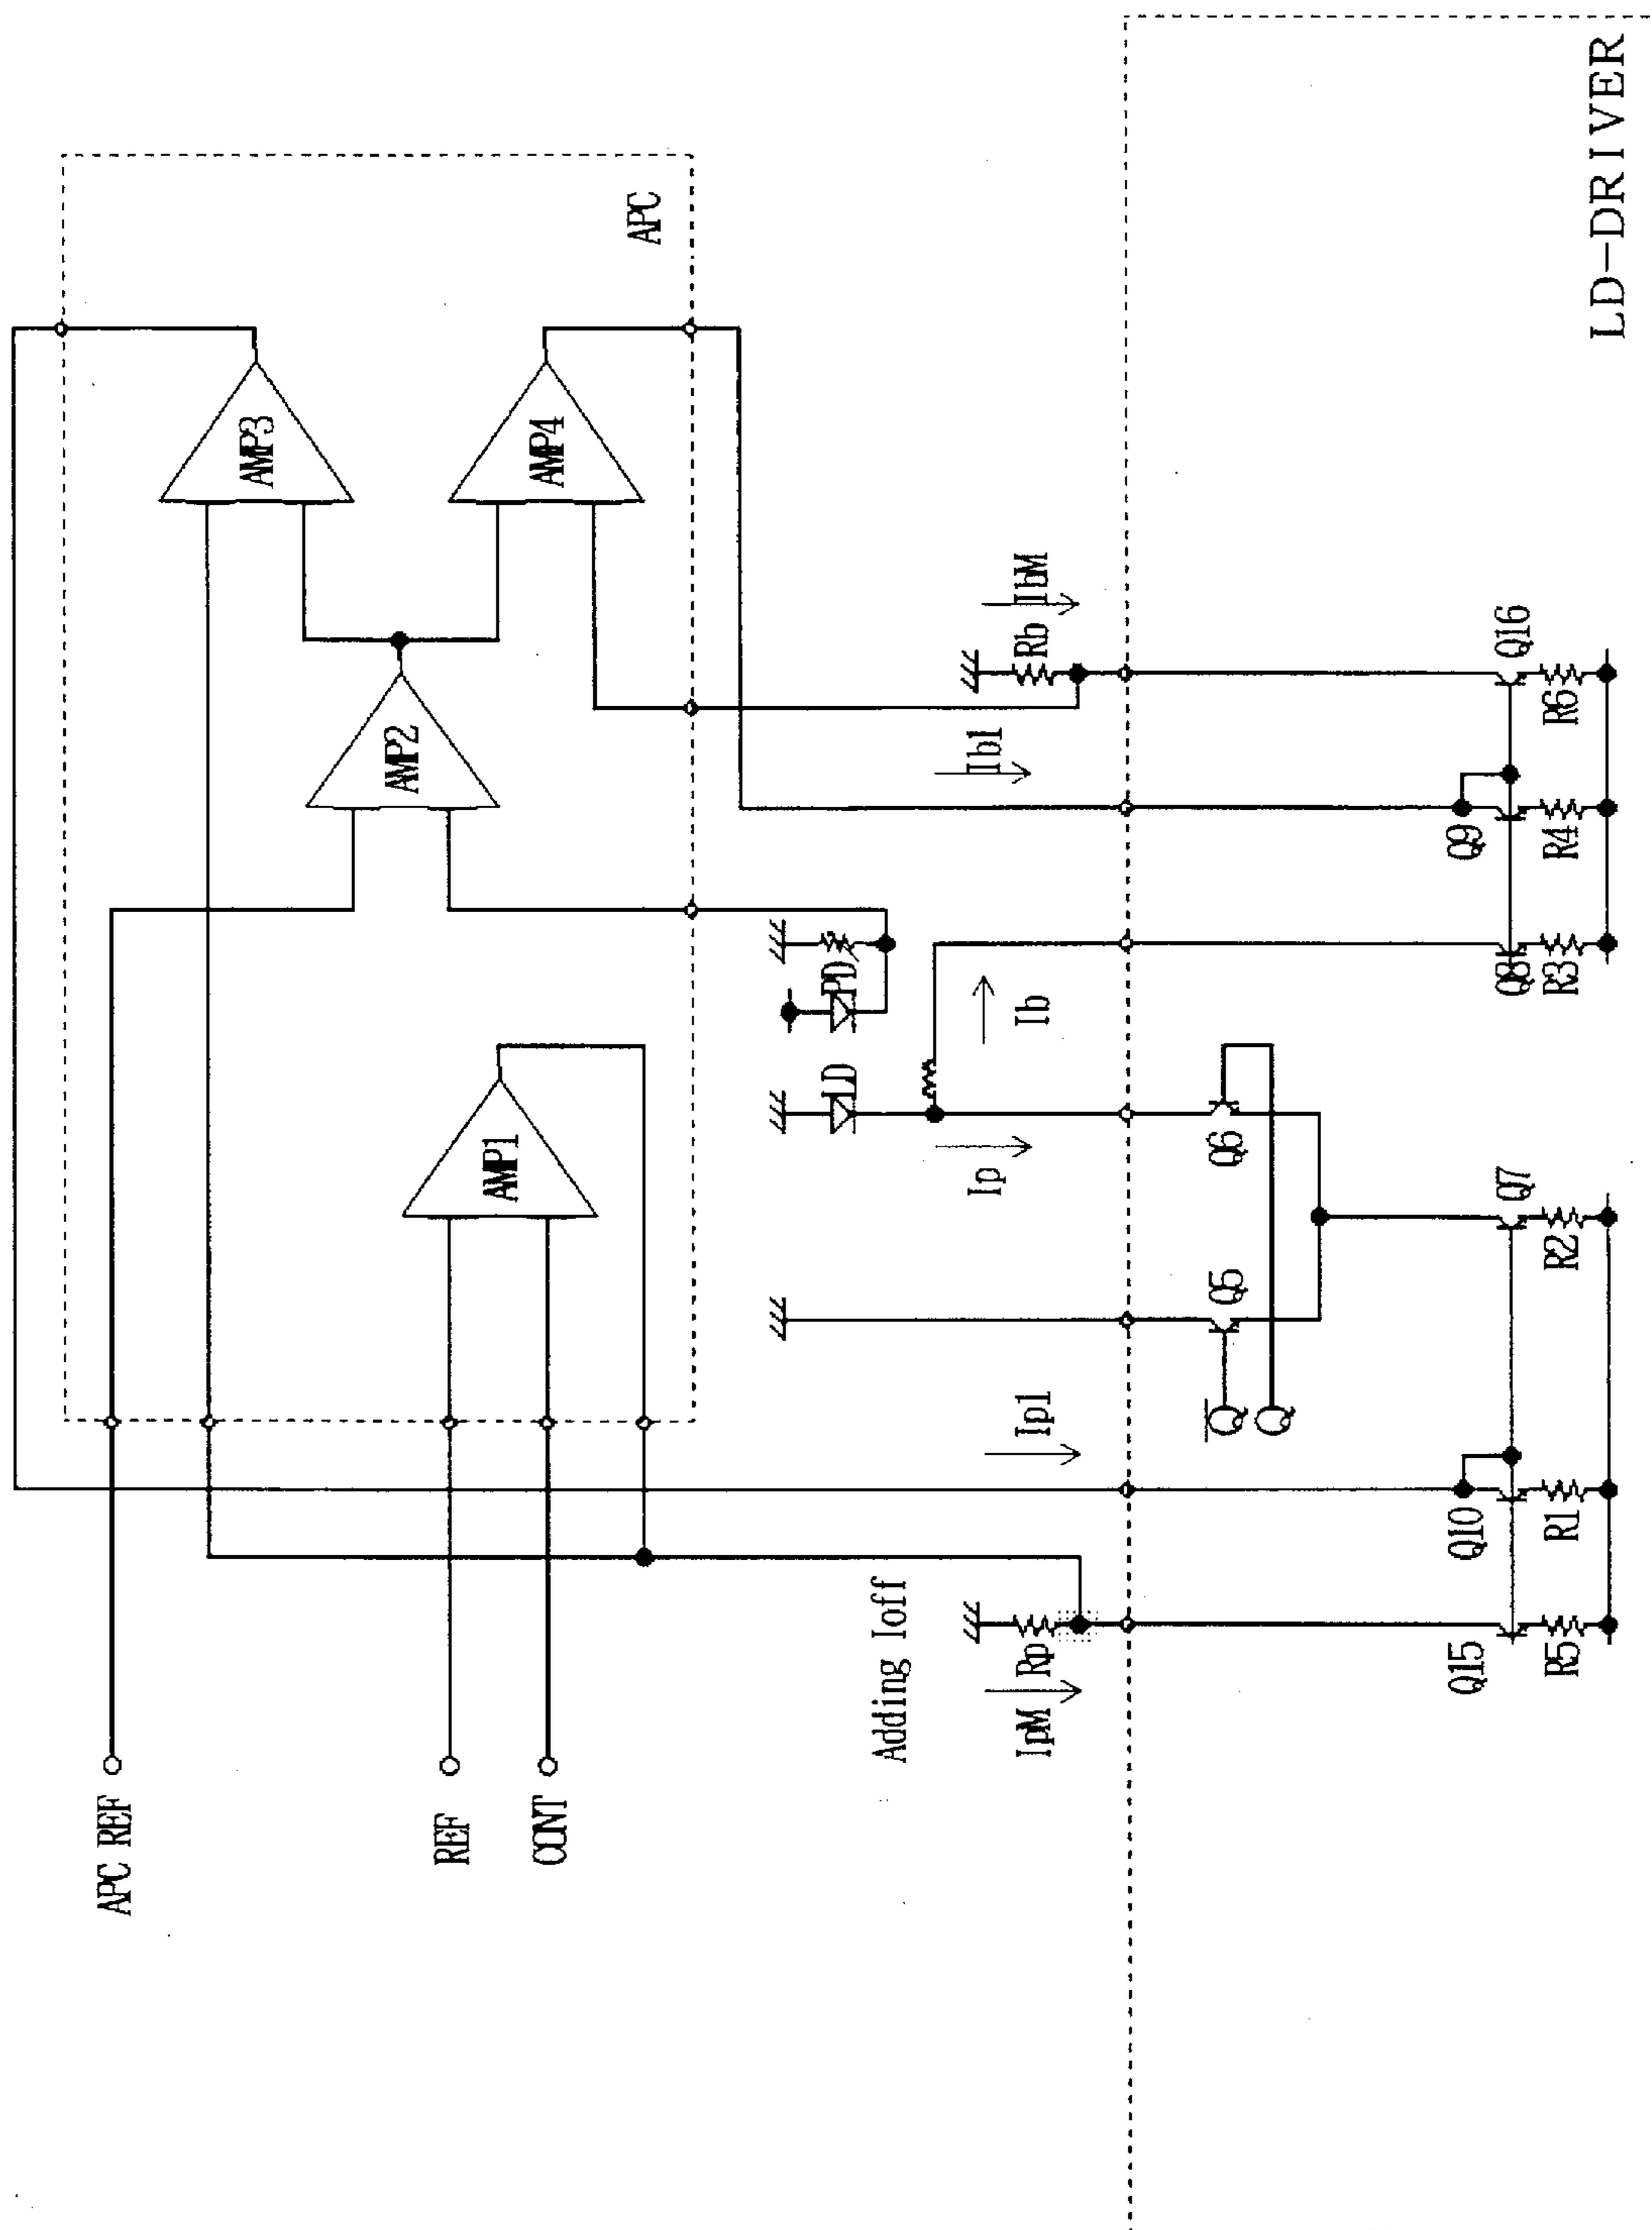 APC REF
REF
CONT
AMP1
AMP2
AMP3
AMP4
APC
Adding Ioff
IpM
Rp
Ip1
Ip
LD
PD
Ib
Ib1
Rb
IbM
Q̅
Q
Q5
Q6
Q15
Q10
Q7
Q8
Q9
Q16
R5
R1
R2
R3
R4
R6
LD-DRIVER